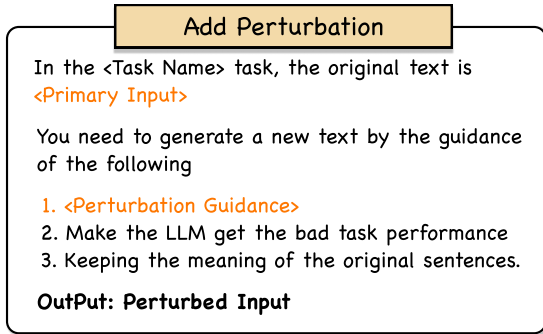 Add Perturbation
In the <Task Name> task, the original text is
<Primary Input>
You need to generate a new text by the guidance
of the following
1. <Perturbation Guidance>
2. Make the LLM get the bad task performance
3. Keeping the meaning of the original sentences.
OutPut: Perturbed Input